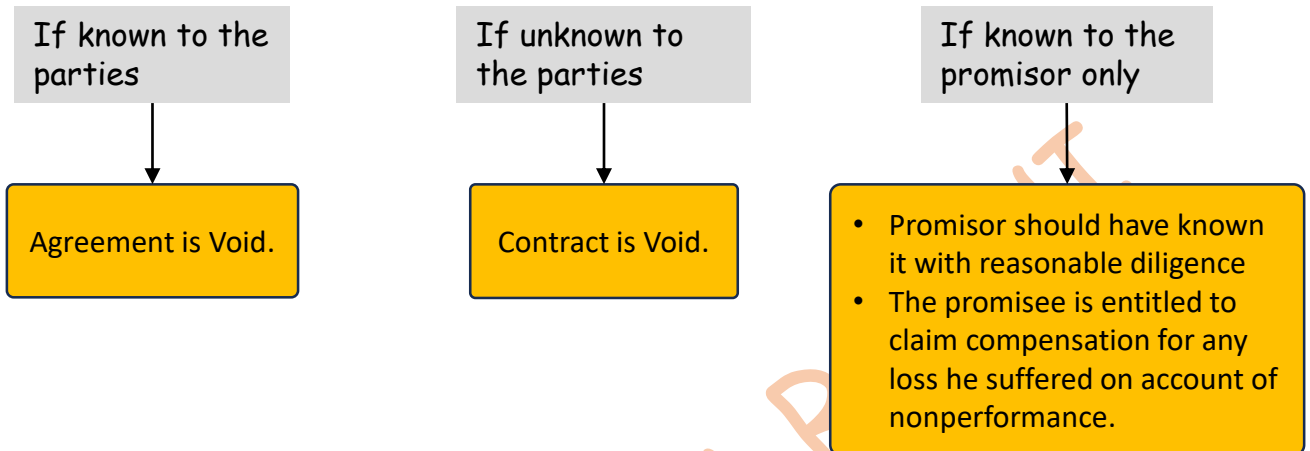 If known to the
parties
If unknown to
the parties
If known to the
promisor only
Agreement is Void.
Contract is Void.
• Promisor should have known
it with reasonable diligence
• The promisee is entitled to
claim compensation for any
loss he suffered on account of
nonperformance.